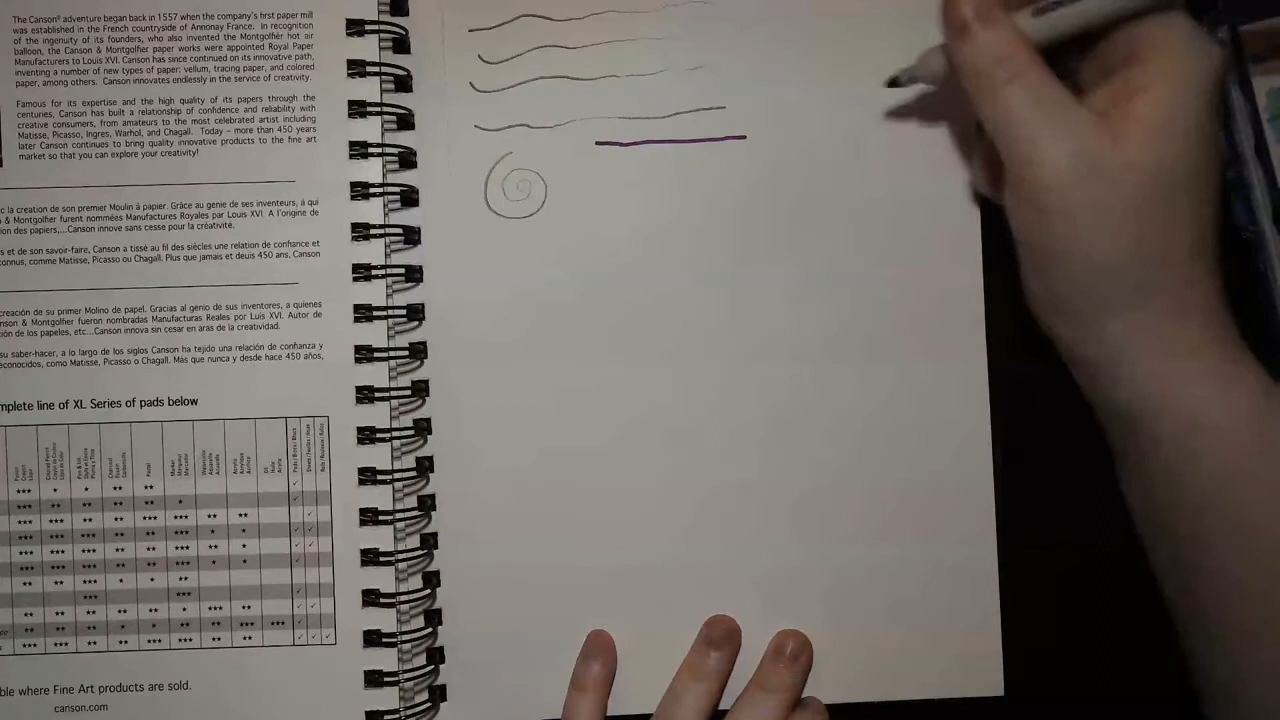 The Canson® adventure began back in 1557 when the company's first paper mill
was established in the French countryside of Annonay France. In recognition
of the ingenuity of its founders, who also invented the Montgolfier hot air
balloon, the Canson & Montgolfier paper works were appointed Royal Paper
Manufacturers to Louis XVI. Canson has since continued on its innovative path,
inventing a number of new types of paper; vellum, tracing paper, and colored
paper, among others. Canson innovates endlessly in the service of creativity.
Famous for its expertise and the high quality of its papers through the
centuries, Canson has built a relationship of confidence and reliability with
creative consumers, from amateurs to the most celebrated artist including
Matisse, Picasso, Ingres, Warhol, and Chagall. Today – more than 450 years
later Canson continues to bring quality innovative products to the fine art
market so that you can explore your creativity!
c la creation de son premier Moulin à papier. Grâce au genie de ses inventeurs, à qui
& Montgolfier furent nommées Manufactures Royales par Louis XVI. A l'origine de
ion des papiers,...Canson innove sans cesse pour la créativité.
s et de son savoir-faire, Canson a tissé au fil des siècles une relation de confiance et
connus, comme Matisse, Picasso ou Chagall. Plus que jamais et deuis 450 ans, Canson
creación de su primer Molino de papel. Gracias al genio de sus inventores, a quienes
nson & Montgolfier fueron nombradas Manufacturas Reales por Luis XVI. Autor de
ión de los papeles, etc...Canson innova sin cesar en aras de la creatividad.
su saber-hacer, a lo largo de los siglos Canson ha tejido una relación de confianza y
econocidos, como Matisse, Picasso o Chagall. Más que nunca y desde hace 450 años,
mplete line of XL Series of pads below
ble where Fine Art products are sold.
canson.com